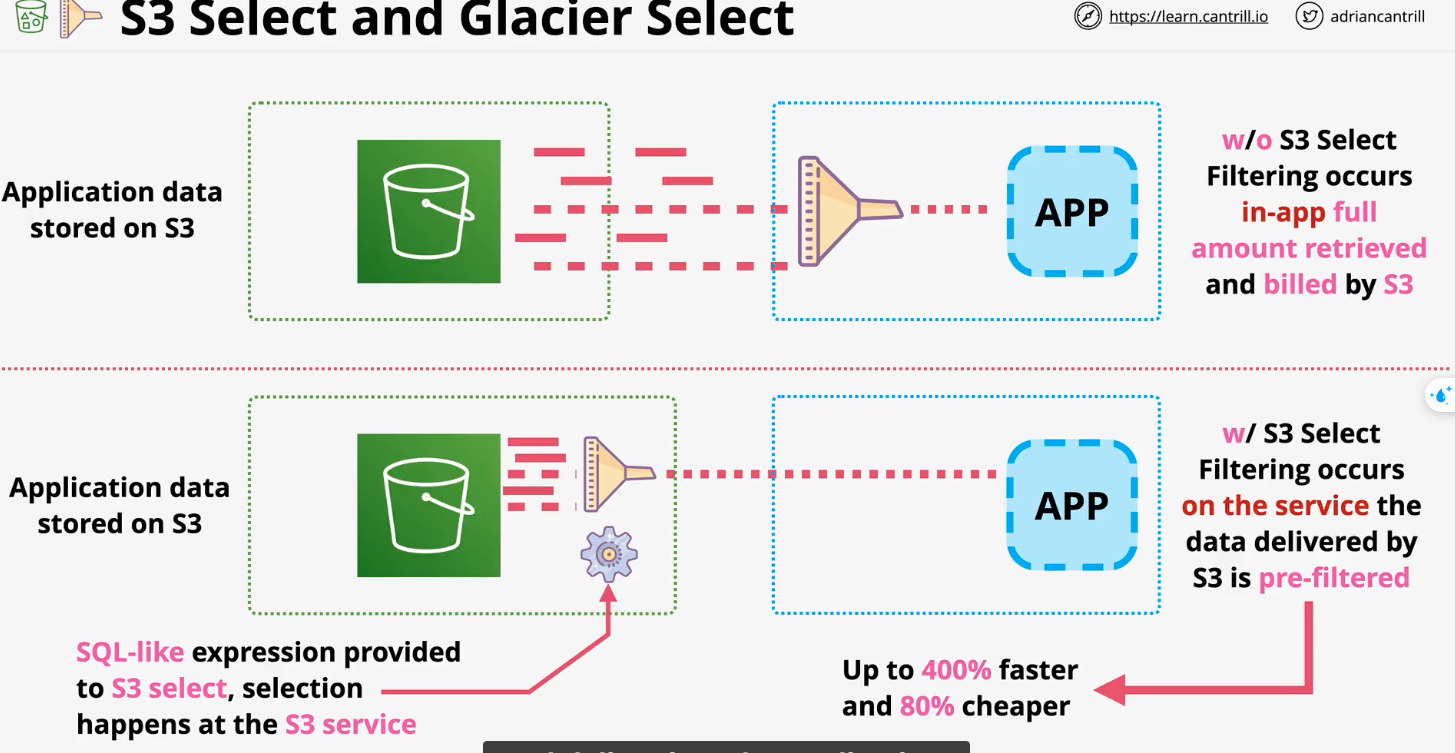 S3 Select and Glacier Select
https://learn.cantrill.io
adriancantrill
Application data
stored on S3
APP
w/o S3 Select
Filtering occurs
in-app full
amount retrieved
and billed by S3
Application data
stored on S3
APP
w/ S3 Select
Filtering occurs
on the service the
data delivered by
S3 is pre-filtered
SQL-like expression provided
to S3 select, selection
happens at the S3 service
Up to 400% faster
and 80% cheaper